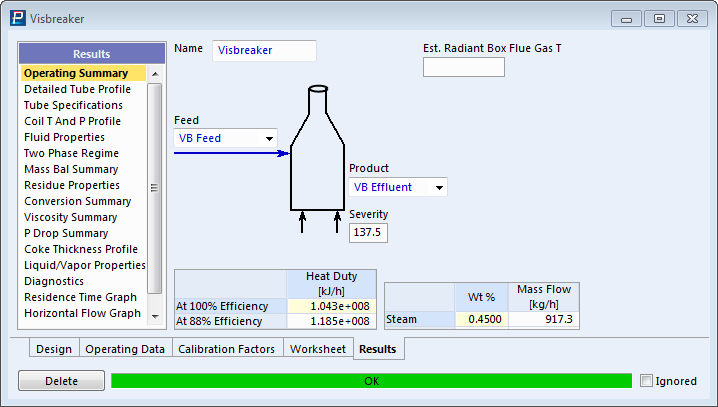 Visbreaker
Results
Operating Summary
Detailed Tube Profile
Tube Specifications
Coil T And P Profile
Fluid Properties
Two Phase Regime
Mass Bal Summary
Residue Properties
Conversion Summary
Viscosity Summary
P Drop Summary
Coke Thickness Profile
Liquid/Vapor Properties
Diagnostics
Residence Time Graph
Horizontal Flow Graph
Name Visbreaker
Est. Radiant Box Flue Gas T
Feed
VB Feed
Product
VB Effluent
Severity
137.5
Heat Duty
[kJ/h]
At 100% Efficiency 1.043e+008
At 88% Efficiency 1.185e+008
Wt % Mass Flow
[kg/h]
Steam 0.4500 917.3
Design Operating Data Calibration Factors Worksheet Results
Delete OK Ignored